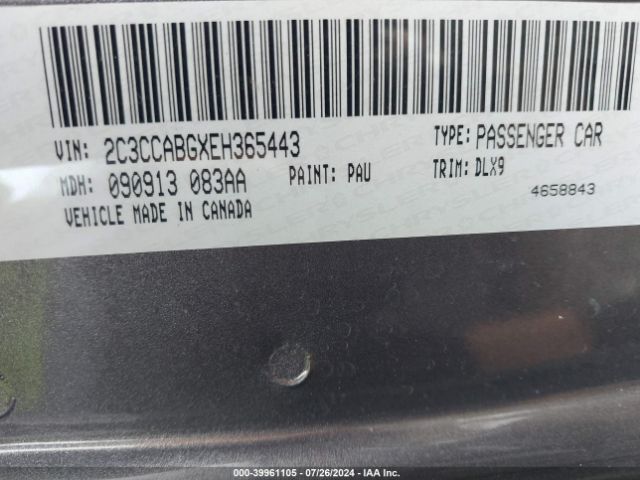 VIN: 2C3CCABGXEH365443 TYPE: PASSENGER CAR
MDH: 090913 083AA PAINT: PAU TRIM: DLX9
VEHICLE MADE IN CANADA 4658843
000-39961105 - 07/26/2024 - IAA Inc.